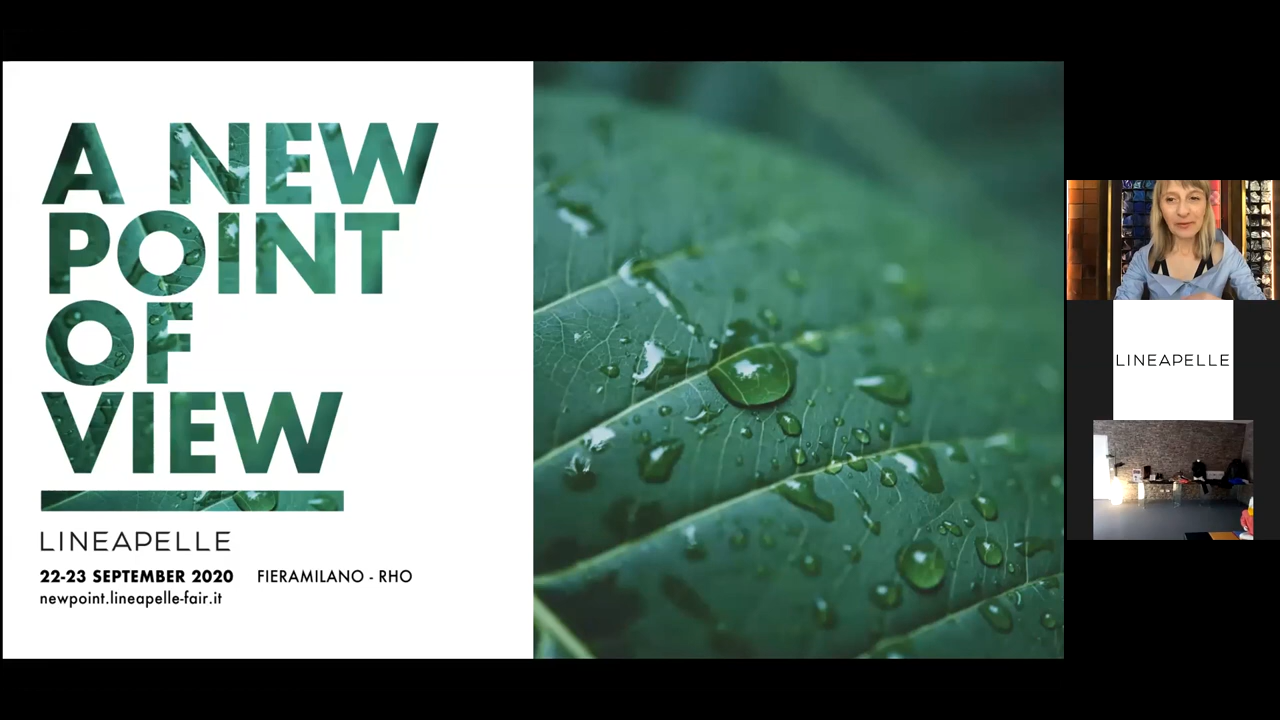 A NEW
POINT
OF
VIEW
LINEAPELLE
22-23 SEPTEMBER 2020 FIERAMILANO - RHO
newpoint.lineapelle-fair.it
LINEAPELLE